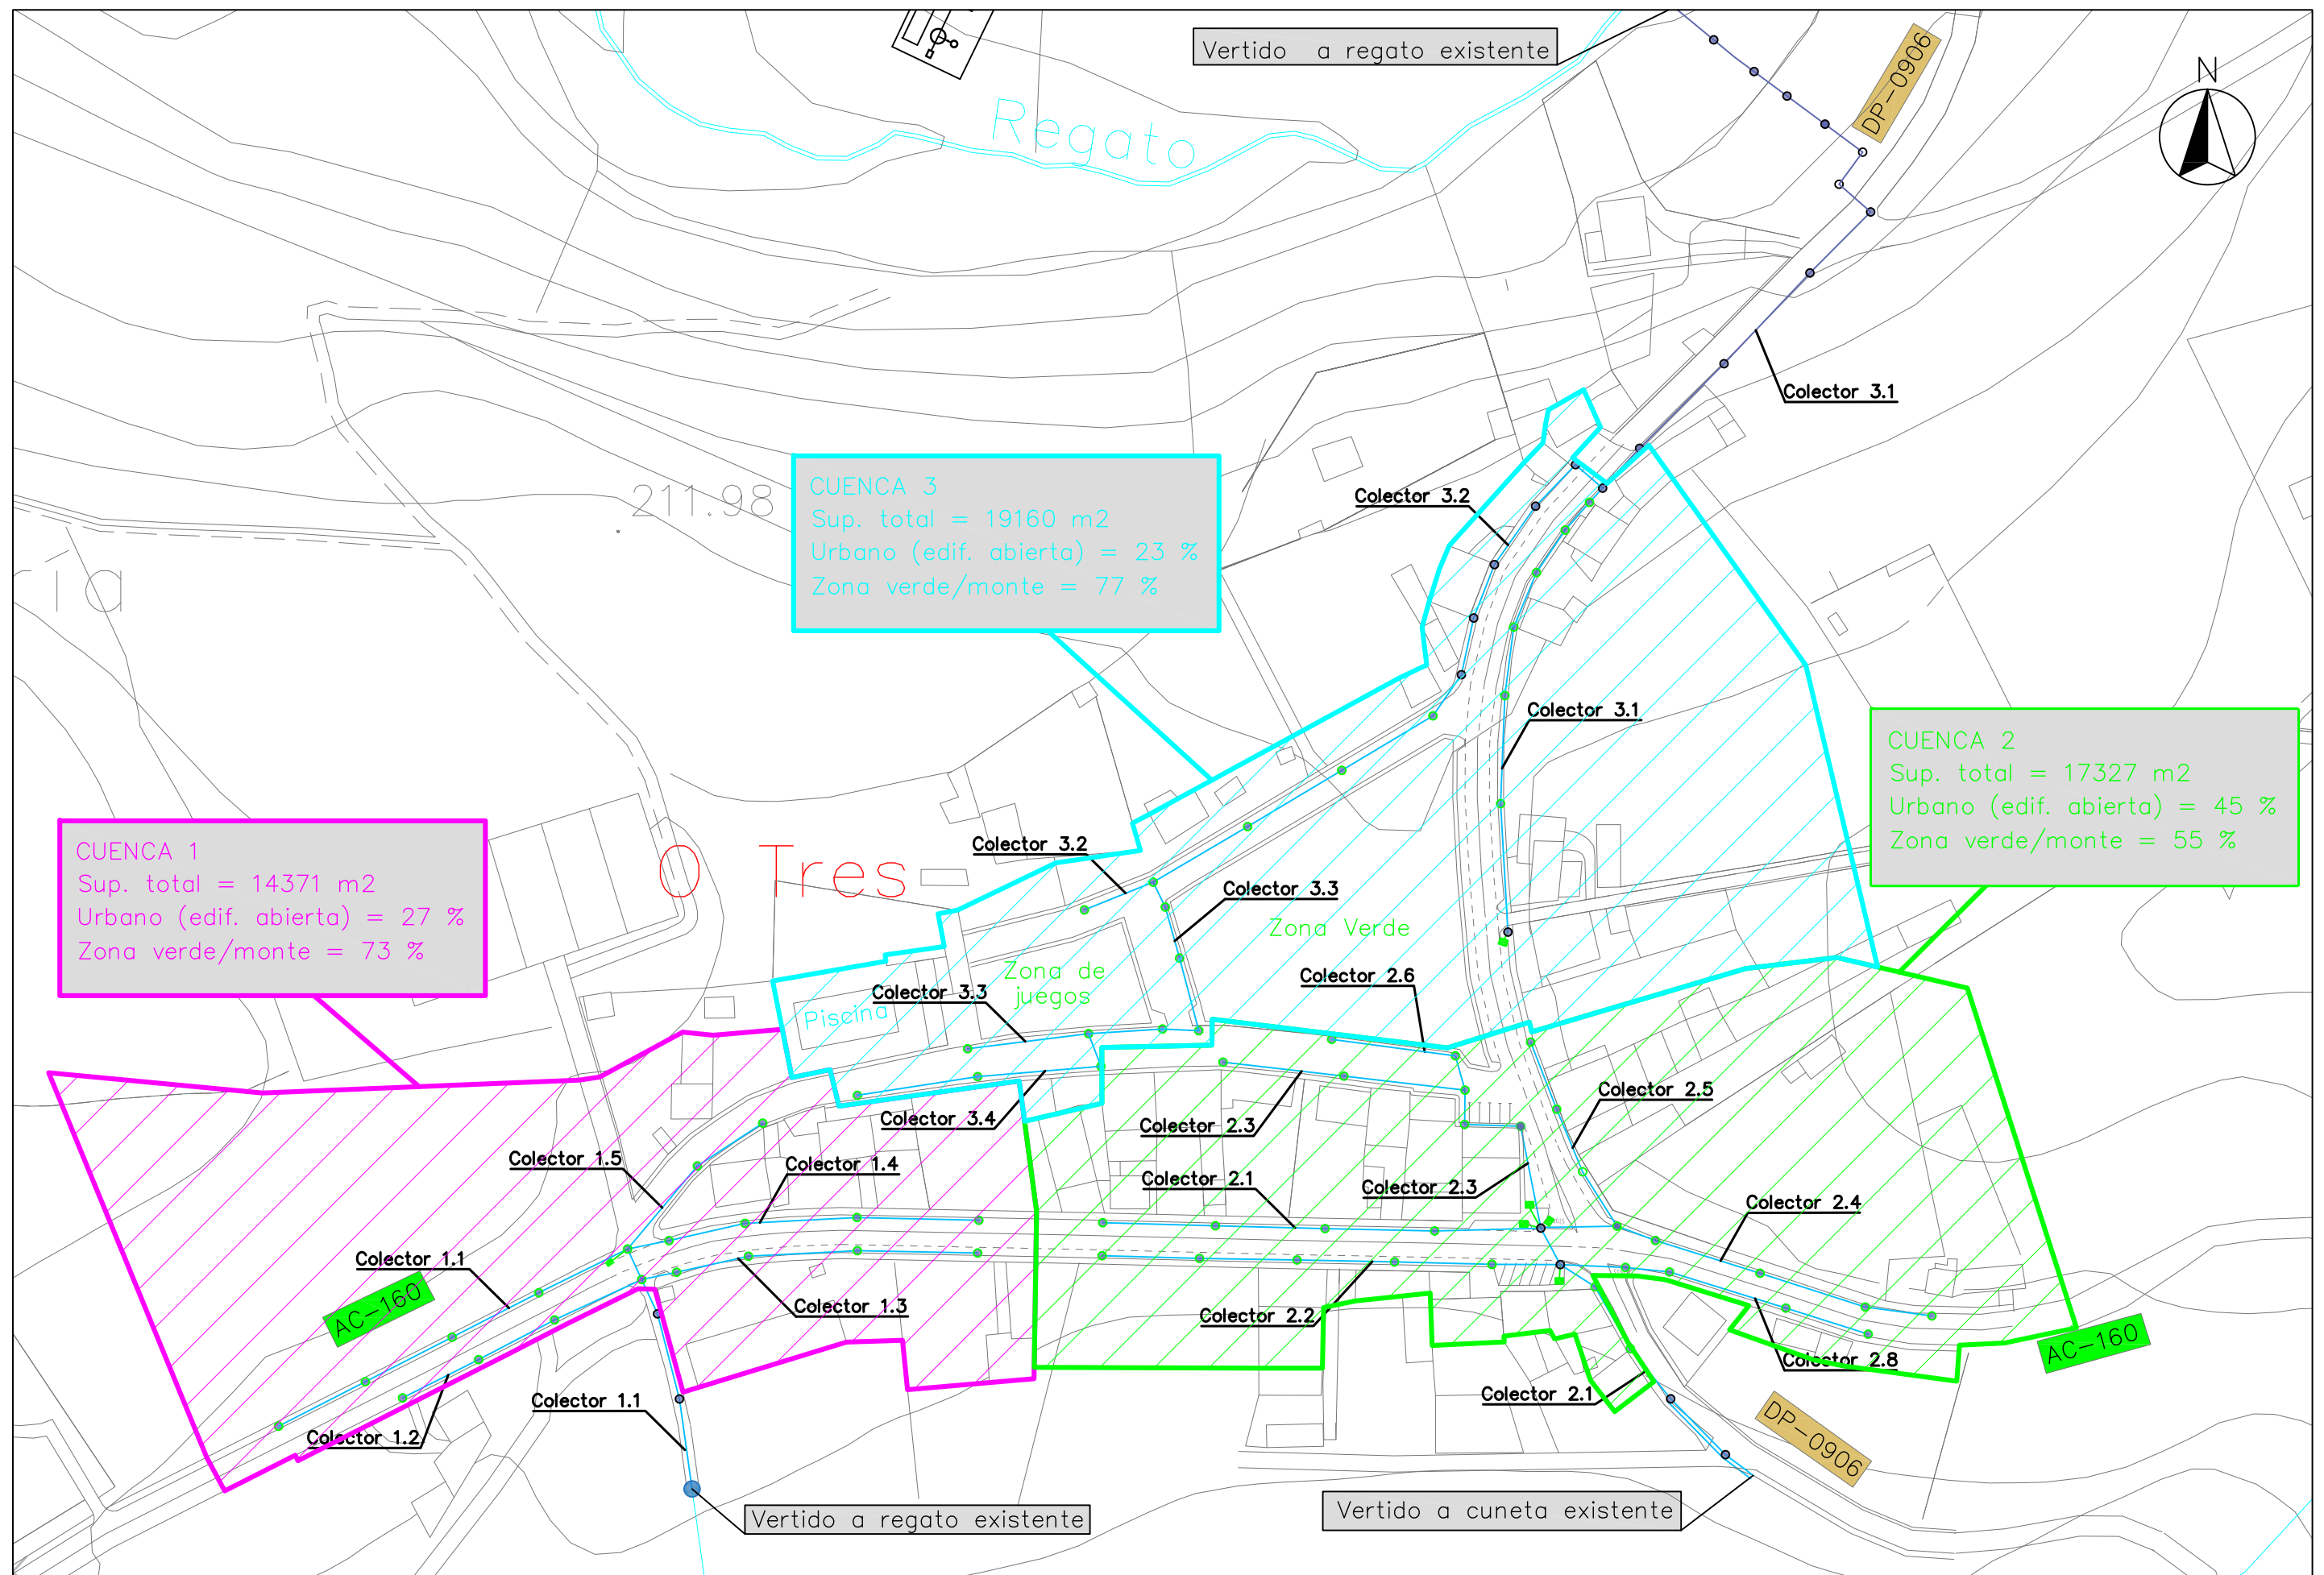 Vertido a regato existente
DP-0906
N
Regato
Colector 3.1
CUENCA 3
Sup. total = 19160 m2
Urbano (edif. abierta) = 23 %
Zona verde/monte = 77 %
211.98
Colector 3.2
Colector 3.1
CUENCA 2
Sup. total = 17327 m2
Urbano (edif. abierta) = 45 %
Zona verde/monte = 55 %
CUENCA 1
Sup. total = 14371 m2
Urbano (edif. abierta) = 27 %
Zona verde/monte = 73 %
O Tres
Colector 3.2
Colector 3.3
Zona Verde
Zona de
juegos
Colector 2.6
Colector 3.3
Piscina
Colector 2.5
Colector 3.4
Colector 2.3
Colector 1.5
Colector 1.4
Colector 2.1
Colector 2.3
Colector 2.4
Colector 1.1
AC-160
Colector 1.3
Colector 2.2
AC-160
Colector 2.8
Colector 1.1
Colector 2.1
DP-0906
Colector 1.2
Vertido a regato existente
Vertido a cuneta existente